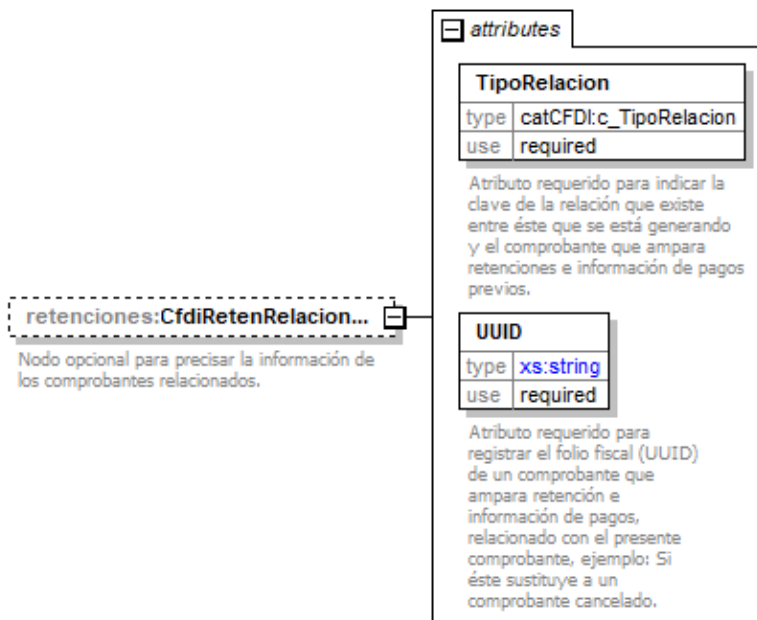 attributes
TipoRelacion
type catCFDI:c_TipoRelacion
use required
Atributo requerido para indicar la
clave de la relación que existe
entre éste que se está generando
y el comprobante que ampara
retenciones e información de pagos
previos.
retenciones:CfdiRetenRelacion...
Nodo opcional para precisar la información de
los comprobantes relacionados.
UUID
type xs:string
use required
Atributo requerido para
registrar el folio fiscal (UUID)
de un comprobante que
ampara retención e
información de pagos,
relacionado con el presente
comprobante, ejemplo: Si
éste sustituye a un
comprobante cancelado.